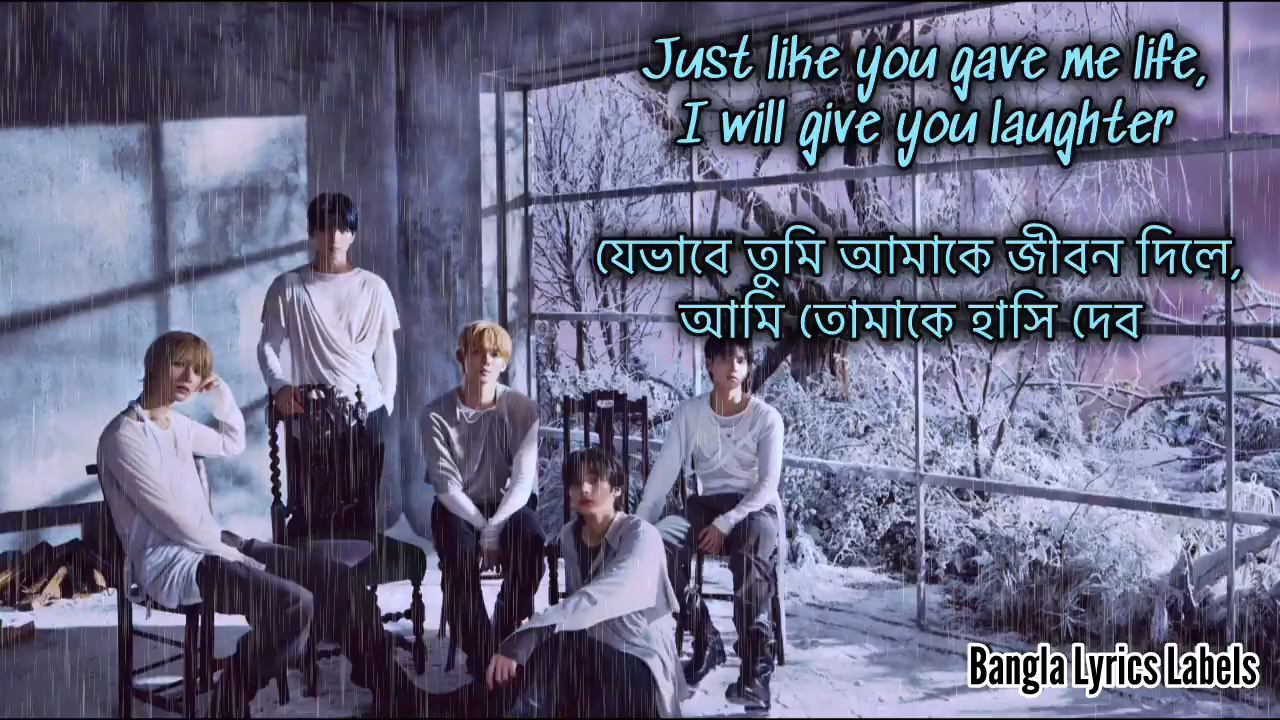 Just like you gave me life,
I will give you laughter
যেভাবে তুমি আমাকে জীবন দিলে,
আমি তোমাকে হাসি দেব
Bangla Lyrics Labels